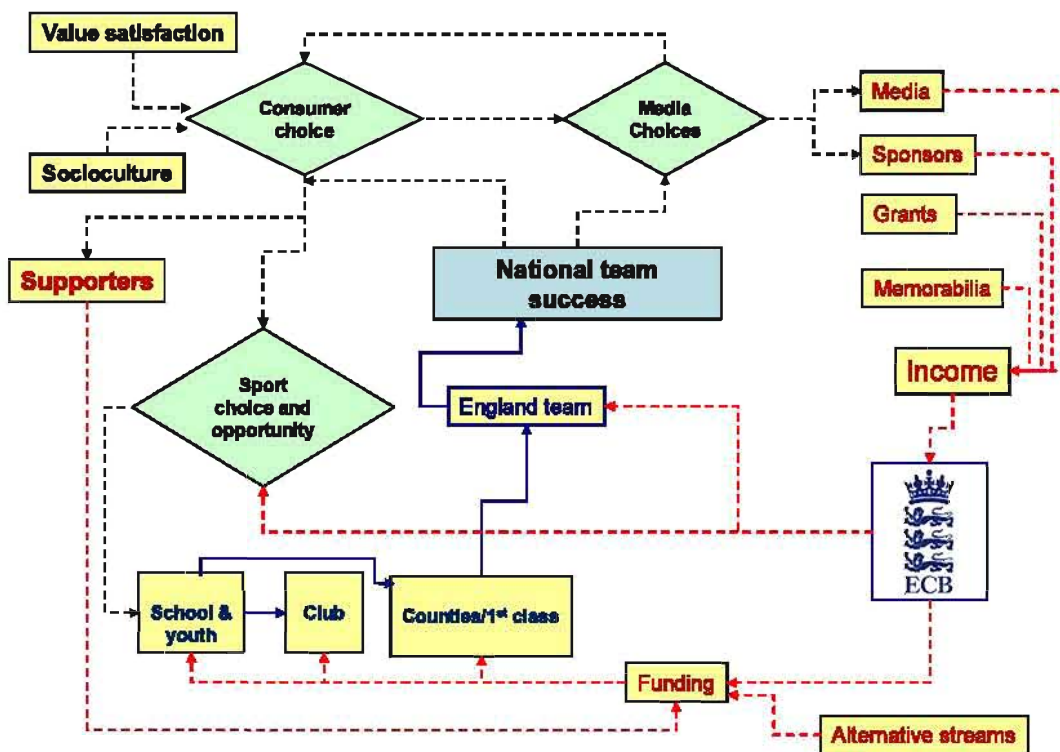 Value satisfaction
Consumer
choice
Media
Choices
Media
Socioculture
Sponsors
Grants
Supporters
National team
success
Memorabilia
Income
Sport
choice and
opportunity
England team
ECB
School &
youth
Club
Counties/1st class
Funding
Alternative streams